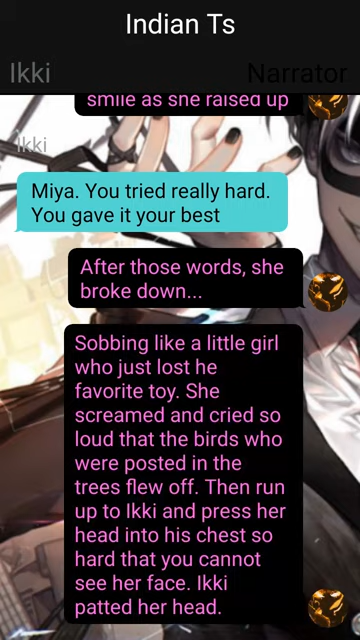 Indian Ts
Ikki
Narrator
smile as she raised up
Ikki
Miya. You tried really hard.
You gave it your best
After those words, she
broke down...
Sobbing like a little girl
who just lost he
favorite toy. She
screamed and cried so
loud that the birds who
were posted in the
trees flew off. Then run
up to Ikki and press her
head into his chest so
hard that you cannot
see her face. Ikki
patted her head.